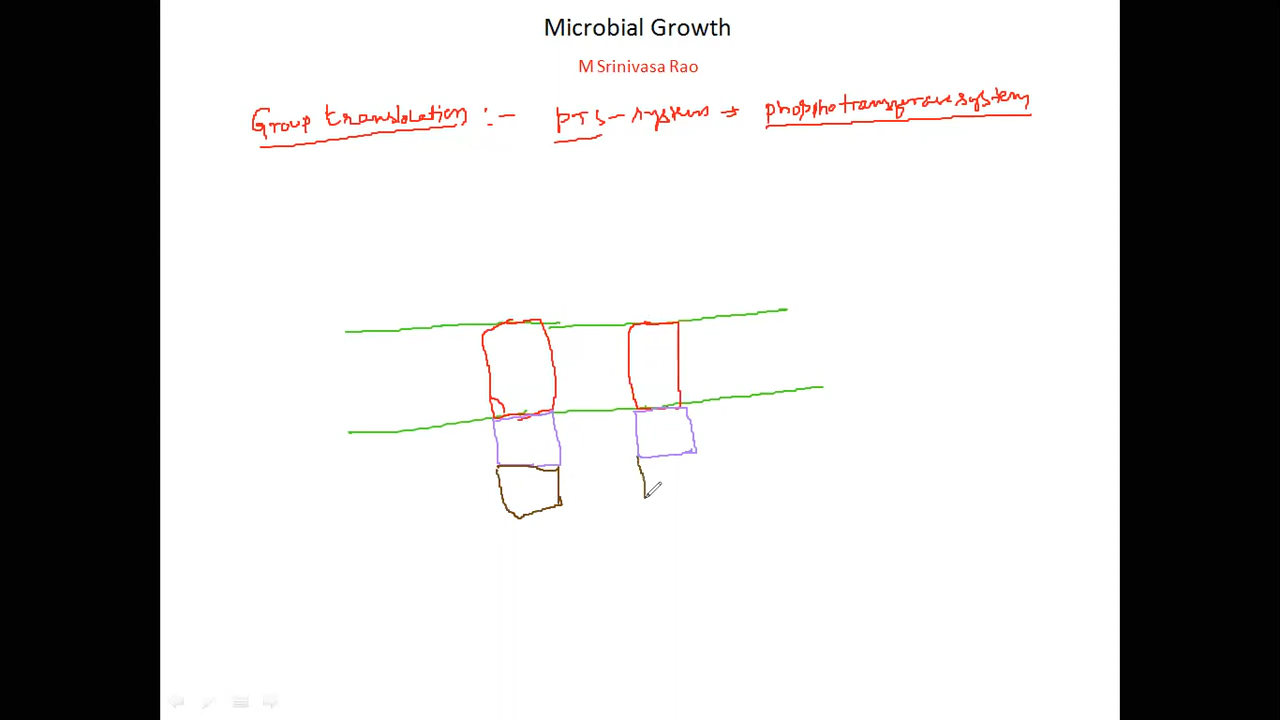 Microbial Growth
M Srinivasa Rao
Group translocation :- PTS - system → phosphotransferase system